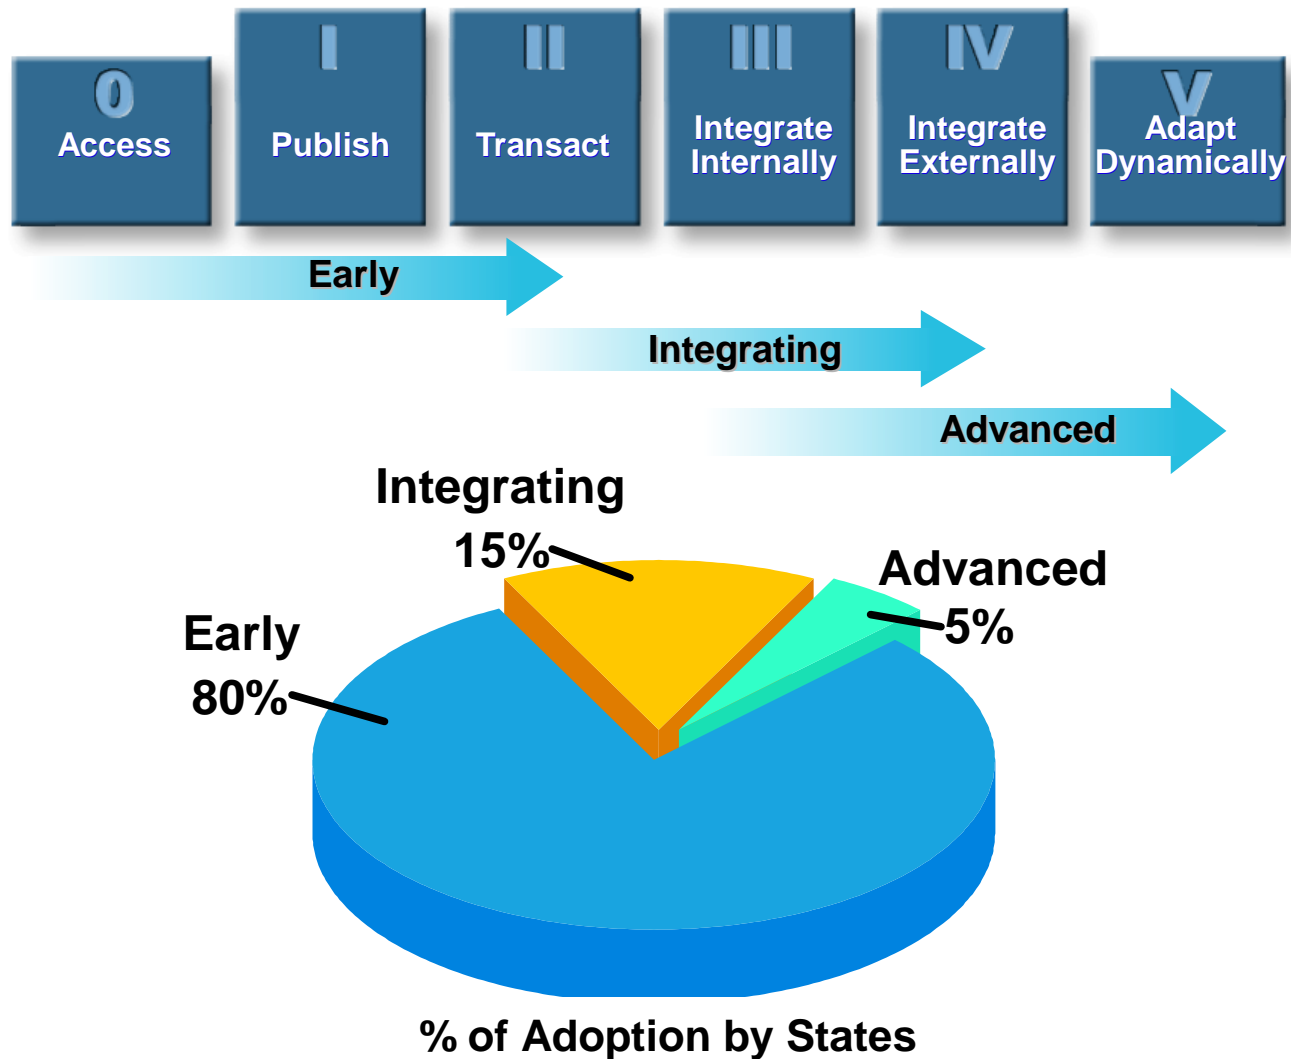 0
Access
I
Publish
II
Transact
III
Integrate
Internally
IV
Integrate
Externally
V
Adapt
Dynamically
Early
Integrating
Advanced
Integrating
15%
Advanced
5%
Early
80%
% of Adoption by States